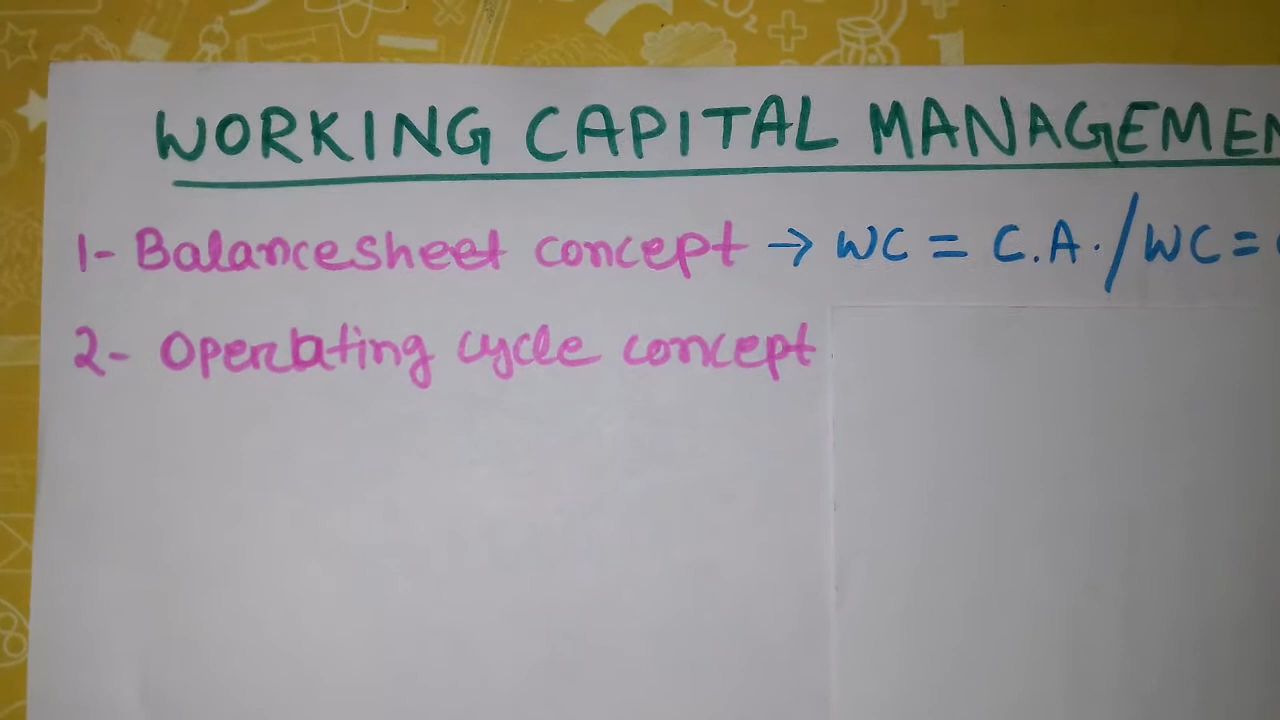 WORKING CAPITAL MANAGEMEN
1- Balancesheet concept → WC = C.A. / WC =
2- Operating cycle concept